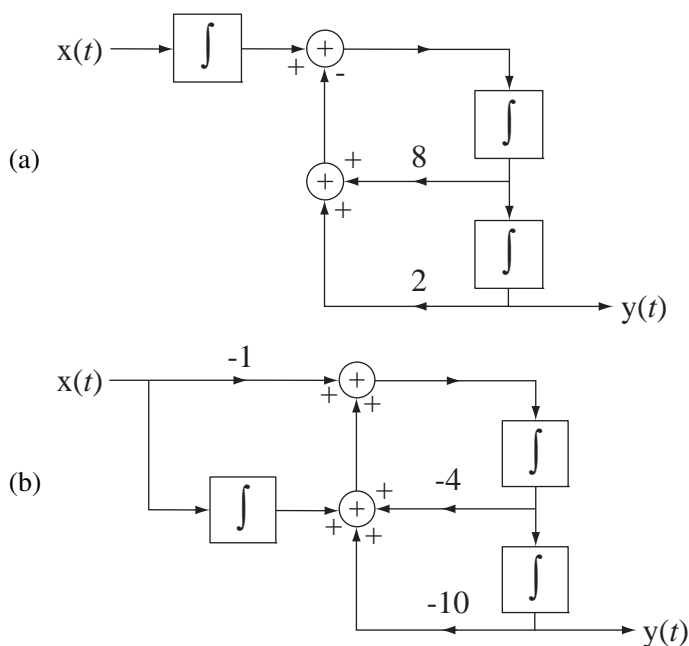 x(t) ∫ + + -
∫
(a) + + 8
+
∫
2
y(t)
x(t) -1 + + +
∫
(b) ∫ + + + -4
+
∫
-10
y(t)